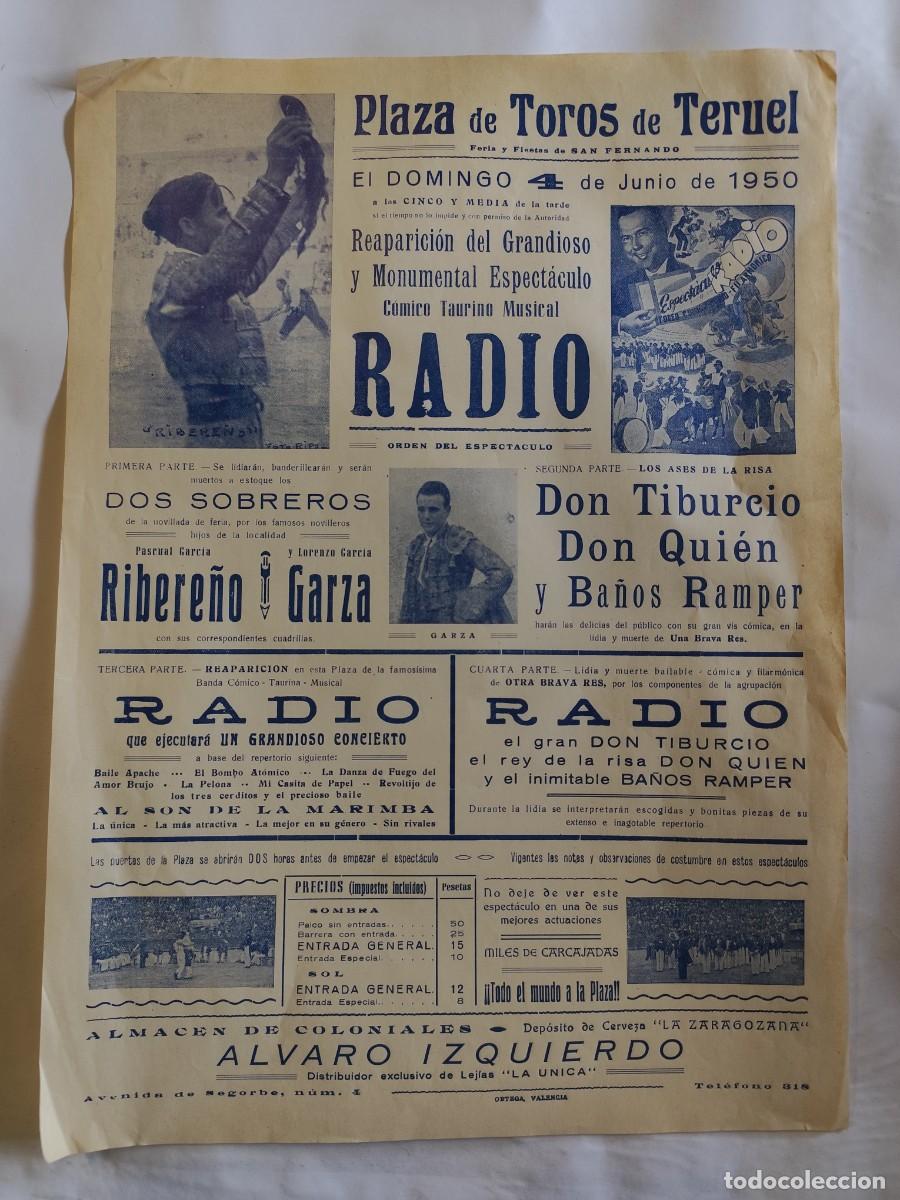 Plaza de Toros de Teruel
Feria y Fiestas de SAN FERNANDO
El DOMINGO 4 de Junio de 1950
a las CINCO Y MEDIA de la tarde
si el tiempo no lo impide y con permiso de la Autoridad
Reaparición del Grandioso
y Monumental Espectáculo
Cómico Taurino Musical
RADIO
"RIBEREÑO"
Espectáculo
RADIO
ORDEN DEL ESPECTACULO
PRIMERA PARTE. - Se lidiarán, banderillearán y serán
muertos a estoque los
DOS SOBREROS
de la novillada de feria, por los famosos novilleros
hijos de la localidad
Pascual García y Lorenzo García
Ribereño Garza
con sus correspondientes cuadrillas.
GARZA
SEGUNDA PARTE - LOS ASES DE LA RISA
Don Tiburcio
Don Quién
y Baños Ramper
harán las delicias del público con su gran vis cómica, en la
lidia y muerte de Una Brava Res.
TERCERA PARTE. - REAPARICION en esta Plaza de la famosísima
Banda Cómico - Taurina - Musical
RADIO
que ejecutará UN GRANDIOSO CONCIERTO
a base del repertorio siguiente:
Baile Apache ... El Bombo Atómico - La Danza de Fuego del
Amor Brujo - La Pelona - Mi Casita de Papel - Revoltijo de
los tres cerditos y el precioso baile
AL SON DE LA MARIMBA
La única - La más atractiva - La mejor en su género - Sin rivales
CUARTA PARTE - Lidia y muerte bailable - cómica y filarmónica
de OTRA BRAVA RES, por los componentes de la agrupación
RADIO
el gran DON TIBURCIO
el rey de la risa DON QUIEN
y el inimitable BAÑOS RAMPER
Durante la lidia se interpretarán escogidas y bonitas piezas de su
extenso e inagotable repertorio
Las puertas de la Plaza se abrirán DOS horas antes de empezar el espectáculo Vigentes las notas y observaciones de costumbre en estos espectáculos
PRECIOS (impuestos incluidos) Pesetas
SOMBRA
Palco sin entradas. . . . . . 50
Barrera con entrada. . . . . 25
ENTRADA GENERAL. 15
Entrada Especial. . . . . . 10
SOL
ENTRADA GENERAL. 12
Entrada Especial. . . . . . 8
No deje de ver este
espectáculo en una de sus
mejores actuaciones
MILES DE CARCAJADAS
¡¡Todo el mundo a la Plaza!!
ALMACEN DE COLONIALES - Depósito de Cerveza "LA ZARAGOZANA"
ALVARO IZQUIERDO
Distribuidor exclusivo de Lejías "LA UNICA"
Avenida de Segorbe, núm. 4 ORTEGA, VALENCIA Teléfono 318
todocoleccion